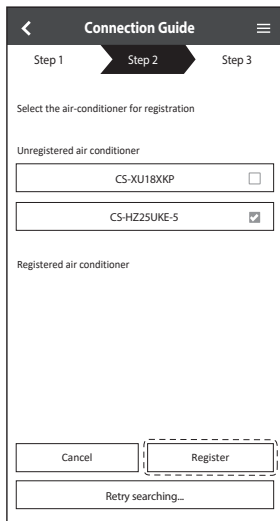 Connection Guide
Step 1 Step 2 Step 3
Select the air-conditioner for registration
Unregistered air conditioner
CS-XU18XKP
CS-HZ25UKE-5
Registered air conditioner
Cancel Register
Retry searching...